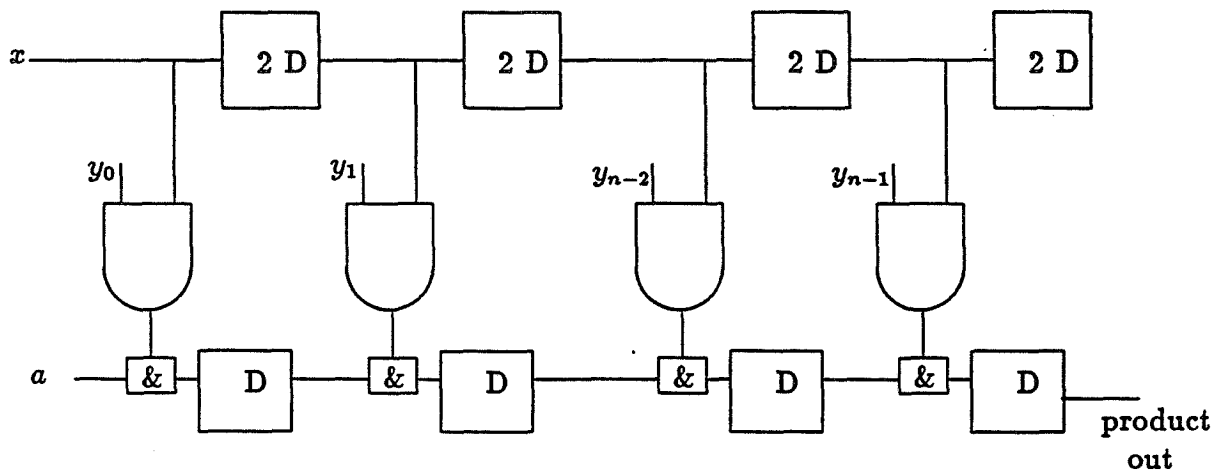 x 2 D 2 D 2 D 2 D
y₀ y₁ yₙ₋₂ yₙ₋₁
a & D & D & D & D
product
out